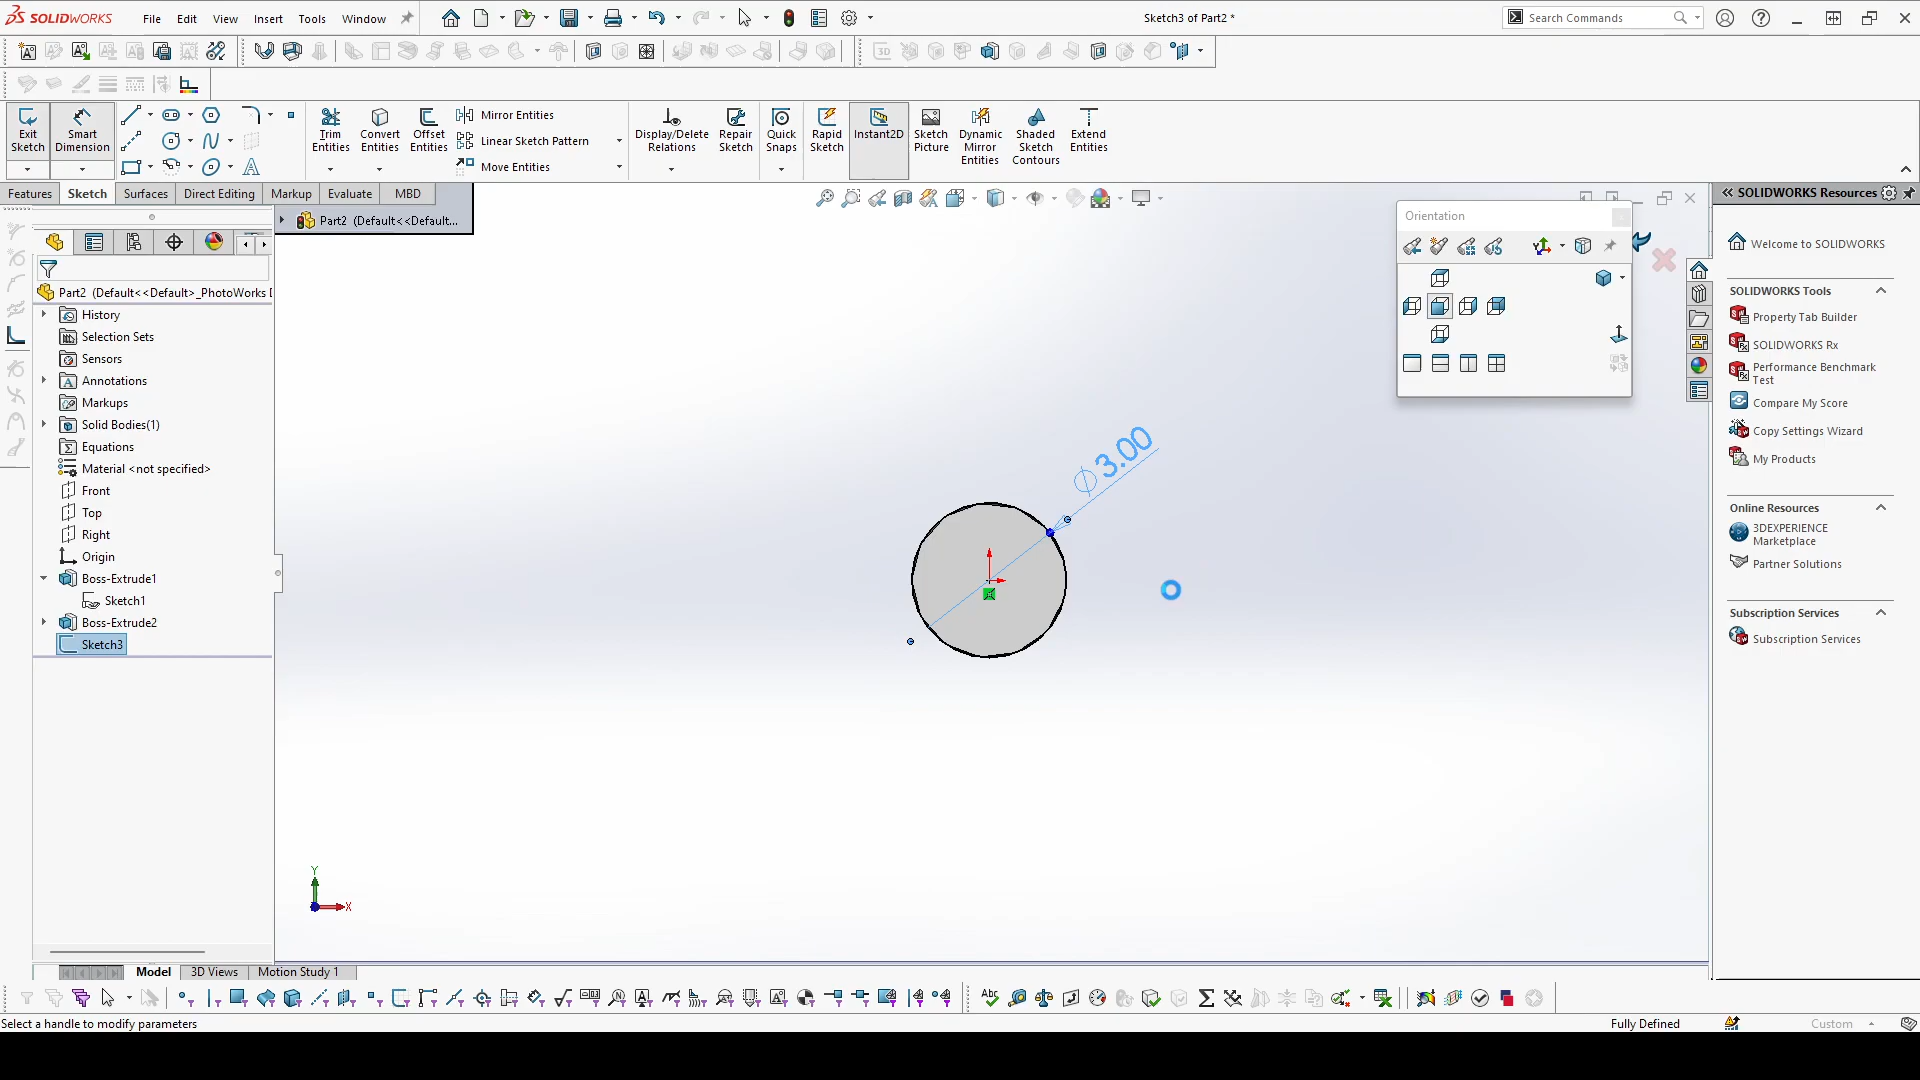 SOLIDWORKS File Edit View Insert Tools Window Sketch3 of Part2 * Search Commands
Exit Sketch
Smart Dimension
Trim Entities
Convert Entities
Offset Entities
Mirror Entities
Linear Sketch Pattern
Move Entities
Display/Delete Relations
Repair Sketch
Quick Snaps
Rapid Sketch
Instant2D
Sketch Picture
Dynamic Mirror Entities
Shaded Sketch Contours
Extend Entities
Features Sketch Surfaces Direct Editing Markup Evaluate MBD
Part2 (Default<<Default...
Part2 (Default<<Default>_PhotoWorks
History
Selection Sets
Sensors
Annotations
Markups
Solid Bodies(1)
Equations
Material <not specified>
Front
Top
Right
Origin
Boss-Extrude1
Sketch1
Boss-Extrude2
Sketch3
Orientation
∅3.00
Y
X
SOLIDWORKS Resources
Welcome to SOLIDWORKS
SOLIDWORKS Tools
Property Tab Builder
SOLIDWORKS Rx
Performance Benchmark
Test
Compare My Score
Copy Settings Wizard
My Products
Online Resources
3DEXPERIENCE
Marketplace
Partner Solutions
Subscription Services
Subscription Services
Model 3D Views Motion Study 1
Select a handle to modify parameters Fully Defined Custom